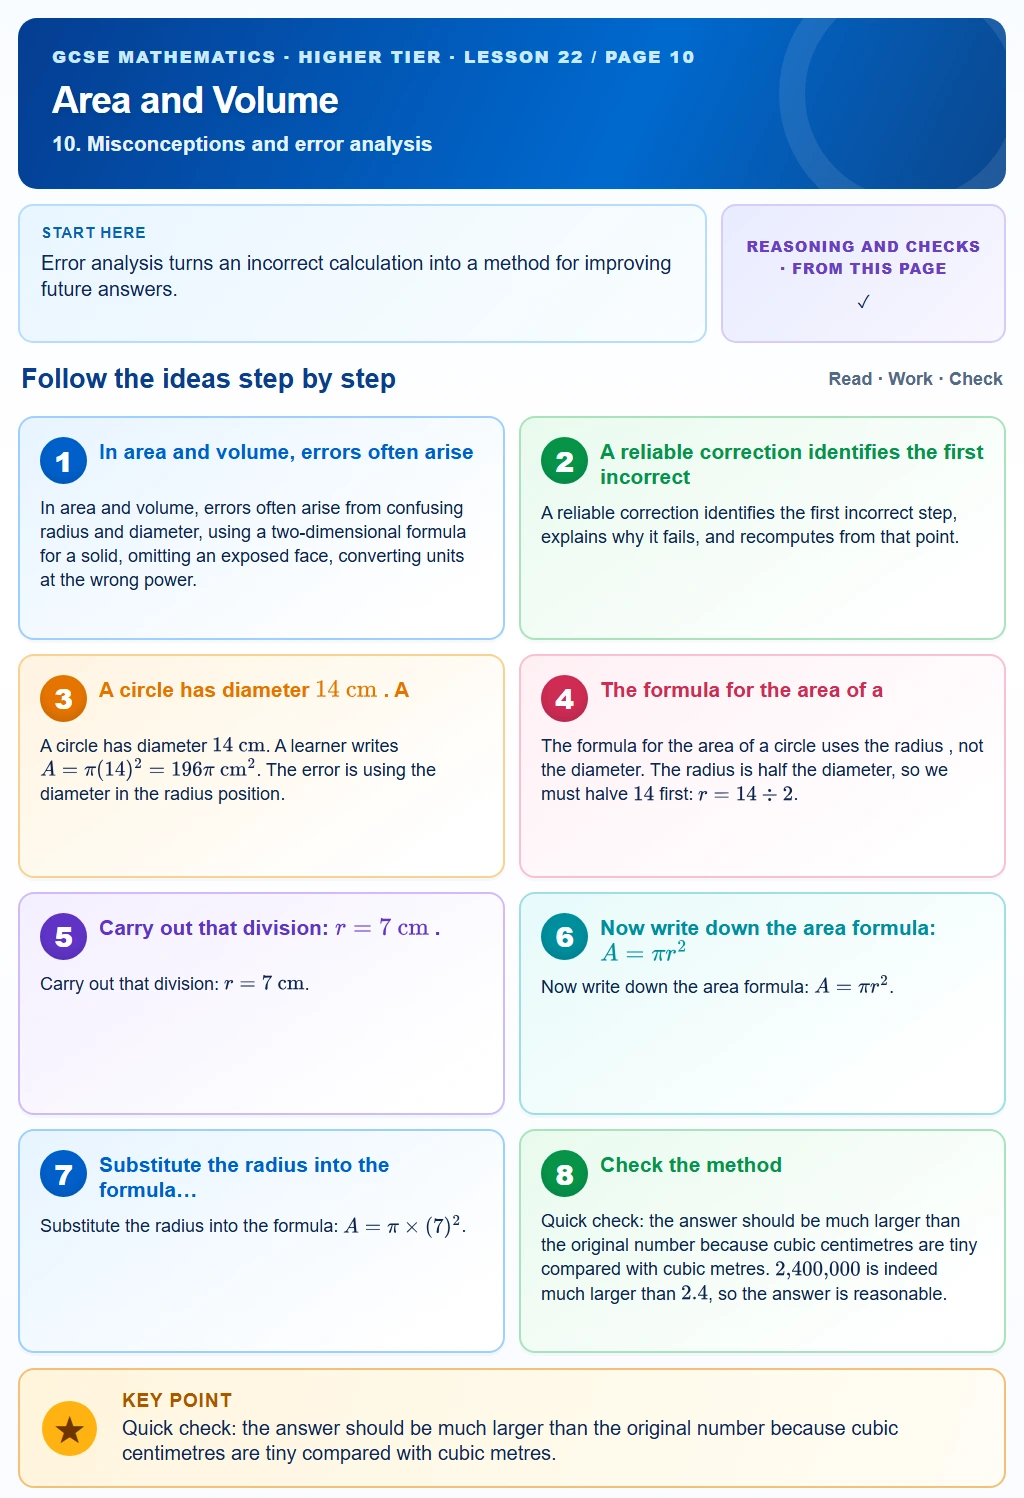 GCSE MATHEMATICS · HIGHER TIER · LESSON 22 / PAGE 10
Area and Volume
10. Misconceptions and error analysis
START HERE
Error analysis turns an incorrect calculation into a method for improving
future answers.
REASONING AND CHECKS
· FROM THIS PAGE
✓
Follow the ideas step by step
Read · Work · Check
1
In area and volume, errors often arise
In area and volume, errors often arise from confusing
radius and diameter, using a two-dimensional formula
for a solid, omitting an exposed face, converting units
at the wrong power.
2
A reliable correction identifies the first
incorrect
A reliable correction identifies the first incorrect step,
explains why it fails, and recomputes from that point.
3
A circle has diameter 14 cm . A
A circle has diameter 14 cm. A learner writes
A = π(14)² = 196π cm². The error is using the
diameter in the radius position.
4
The formula for the area of a
The formula for the area of a circle uses the radius , not
the diameter. The radius is half the diameter, so we
must halve 14 first: r = 14 ÷ 2.
5
Carry out that division: r = 7 cm .
Carry out that division: r = 7 cm.
6
Now write down the area formula:
A = πr²
Now write down the area formula: A = πr².
7
Substitute the radius into the
formula…
Substitute the radius into the formula: A = π × (7)².
8
Check the method
Quick check: the answer should be much larger than
the original number because cubic centimetres are tiny
compared with cubic metres. 2,400,000 is indeed
much larger than 2.4, so the answer is reasonable.
KEY POINT
Quick check: the answer should be much larger than the original number because cubic
centimetres are tiny compared with cubic metres.